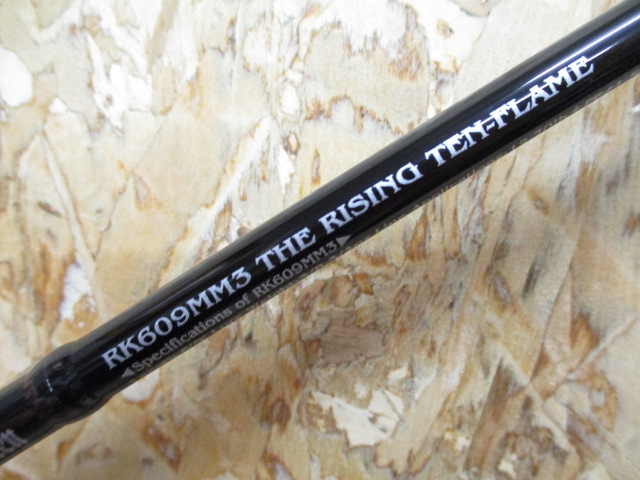 RK609MM3 THE RISING TEN-FLAME
◀Specifications of RK609MM3▶